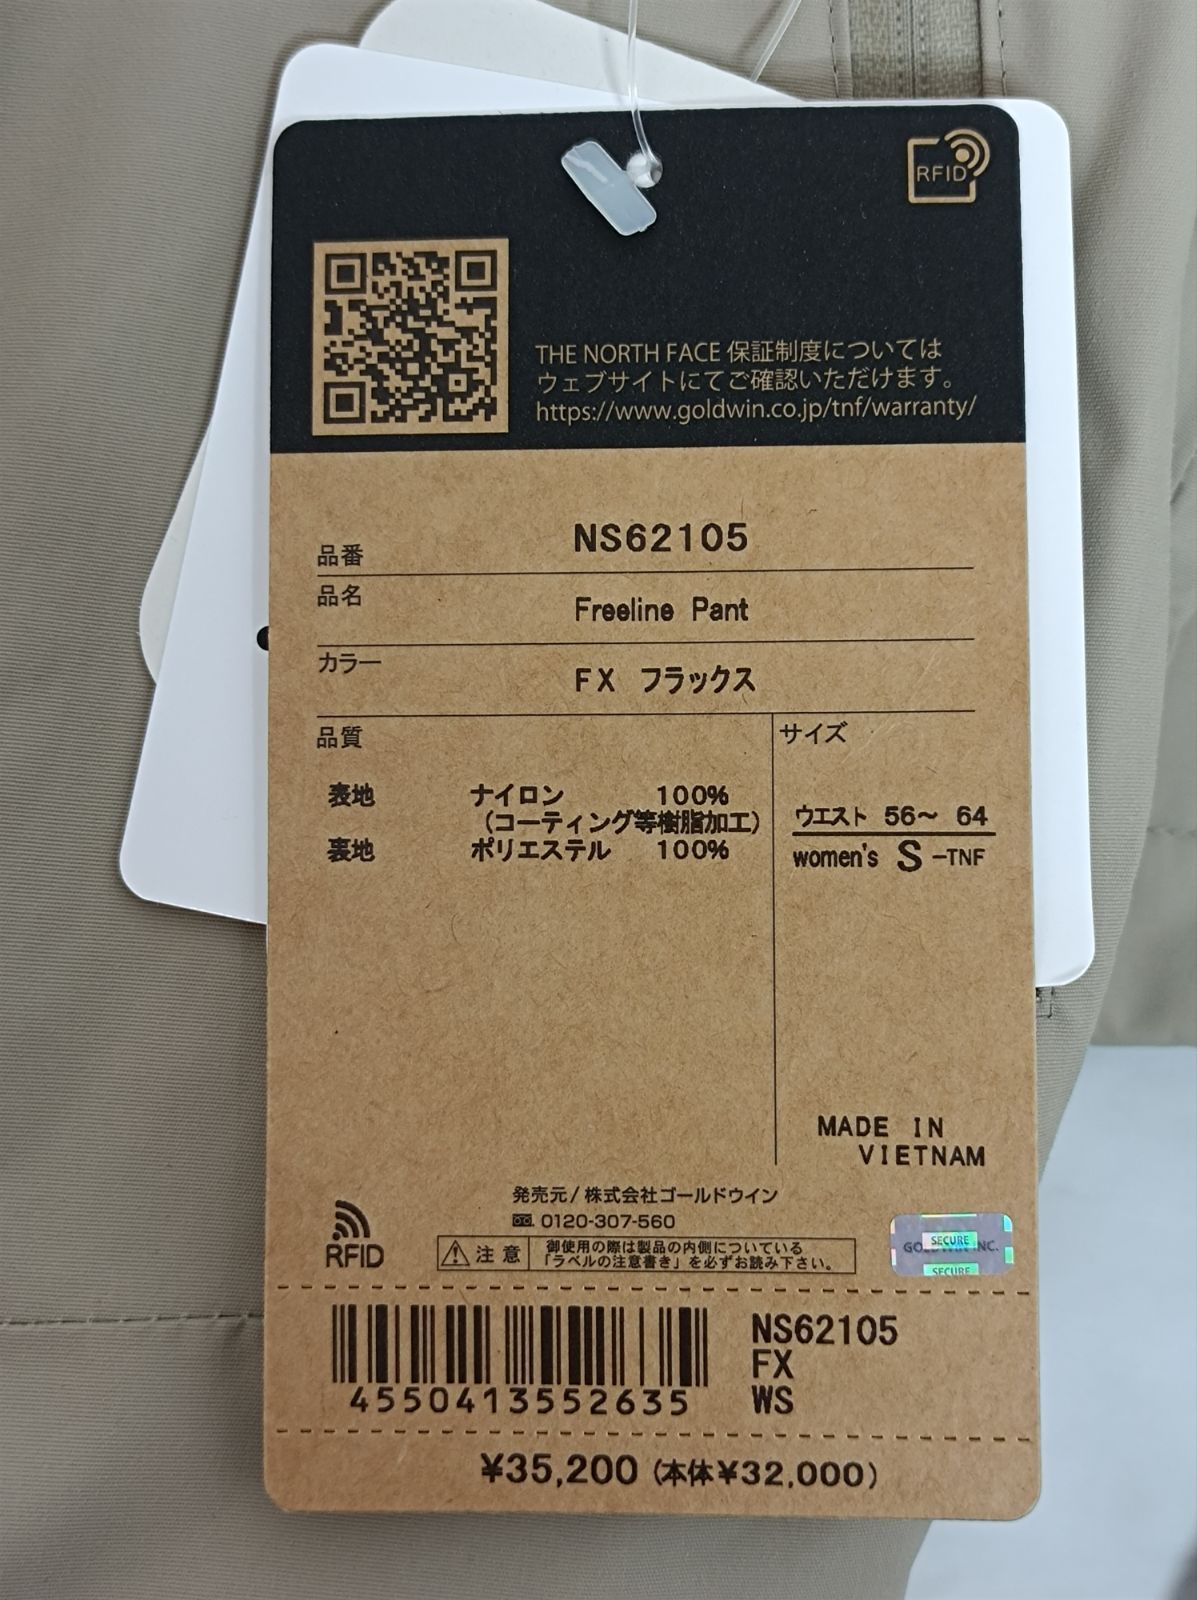 RFID
THE NORTH FACE 保証制度については
ウェブサイトにてご確認いただけます。
https://www.goldwin.co.jp/tnf/warranty/
品番 NS62105
品名 Freeline Pant
カラー FX フラックス
品質
表地 ナイロン 100%
（コーティング等樹脂加工）
裏地 ポリエステル 100%
サイズ
ウエスト 56〜 64
women's S -TNF
MADE IN
VIETNAM
発売元/株式会社ゴールドウイン
0120-307-560
RFID
注意
御使用の際は製品の内側についている
「ラベルの注意書き」を必ずお読み下さい。
SECURE
GOLDWIN INC.
SECURE
4550413552635
NS62105
FX
WS
¥35,200 (本体¥32,000)